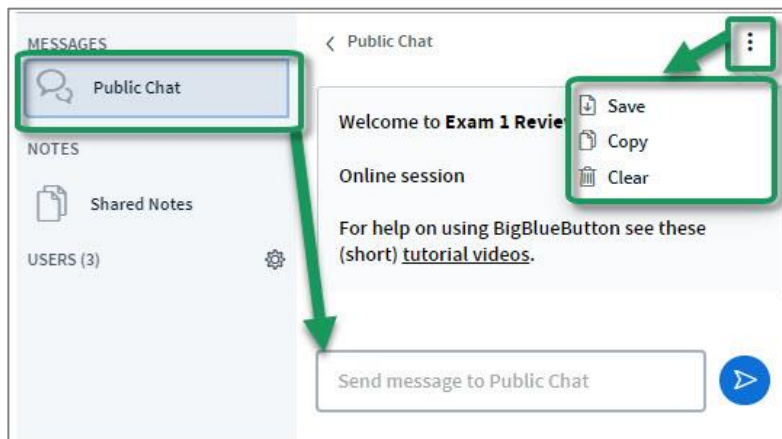 MESSAGES
Public Chat
NOTES
Shared Notes
USERS (3)
Public Chat
Save
Copy
Clear
Welcome to Exam 1 Revie
Online session
For help on using BigBlueButton see these
(short) tutorial videos.
Send message to Public Chat